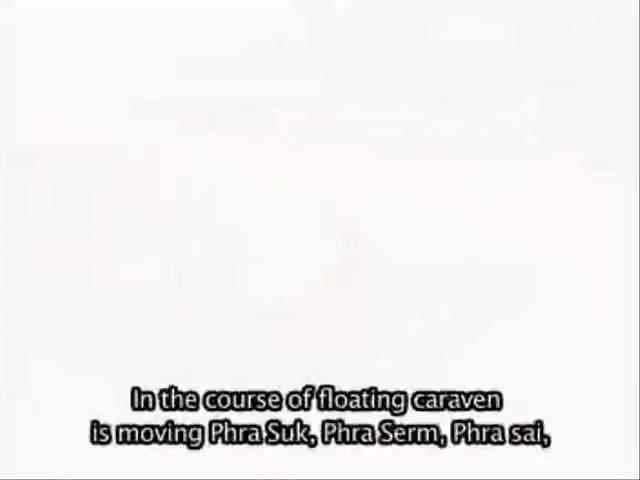 In the course of floating caraven
is moving Phra Suk, Phra Serm, Phra sai,